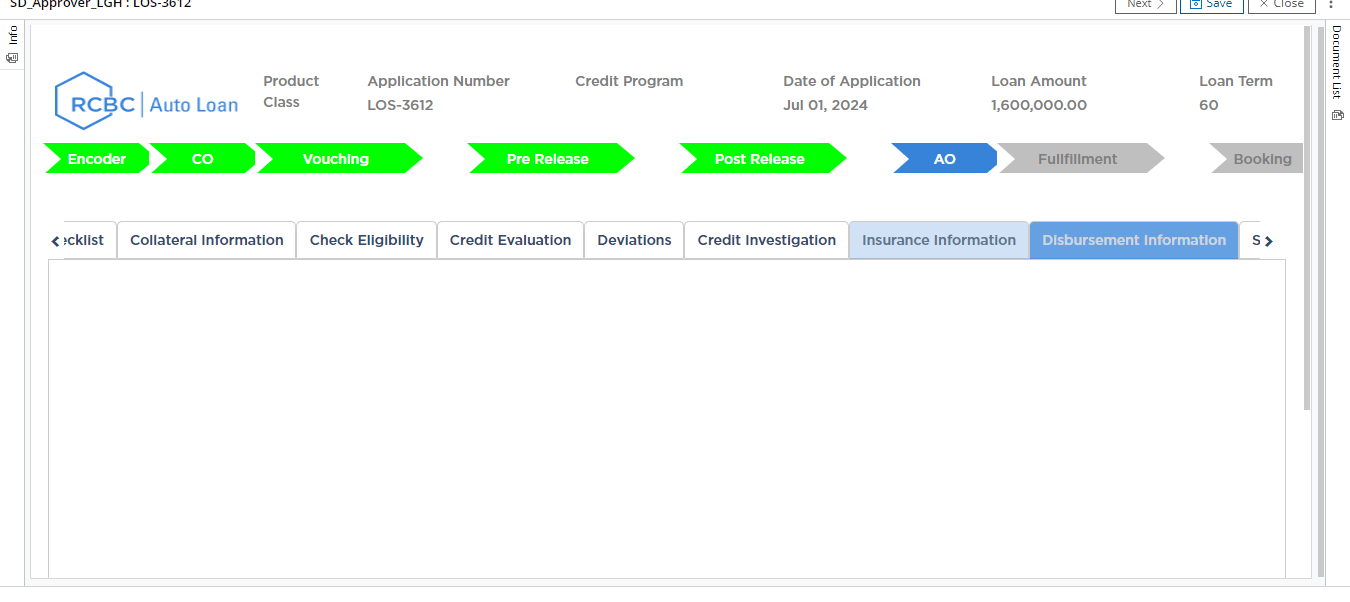 SD_Approver_LGH : LOS-3612
Next
Save
Close
Info
Document List
RCBC Auto Loan
Product Class
Application Number
LOS-3612
Credit Program
Date of Application
Jul 01, 2024
Loan Amount
1,600,000.00
Loan Term
60
Encoder
CO
Vouching
Pre Release
Post Release
AO
Fullfillment
Booking
ecklist
Collateral Information
Check Eligibility
Credit Evaluation
Deviations
Credit Investigation
Insurance Information
Disbursement Information
S